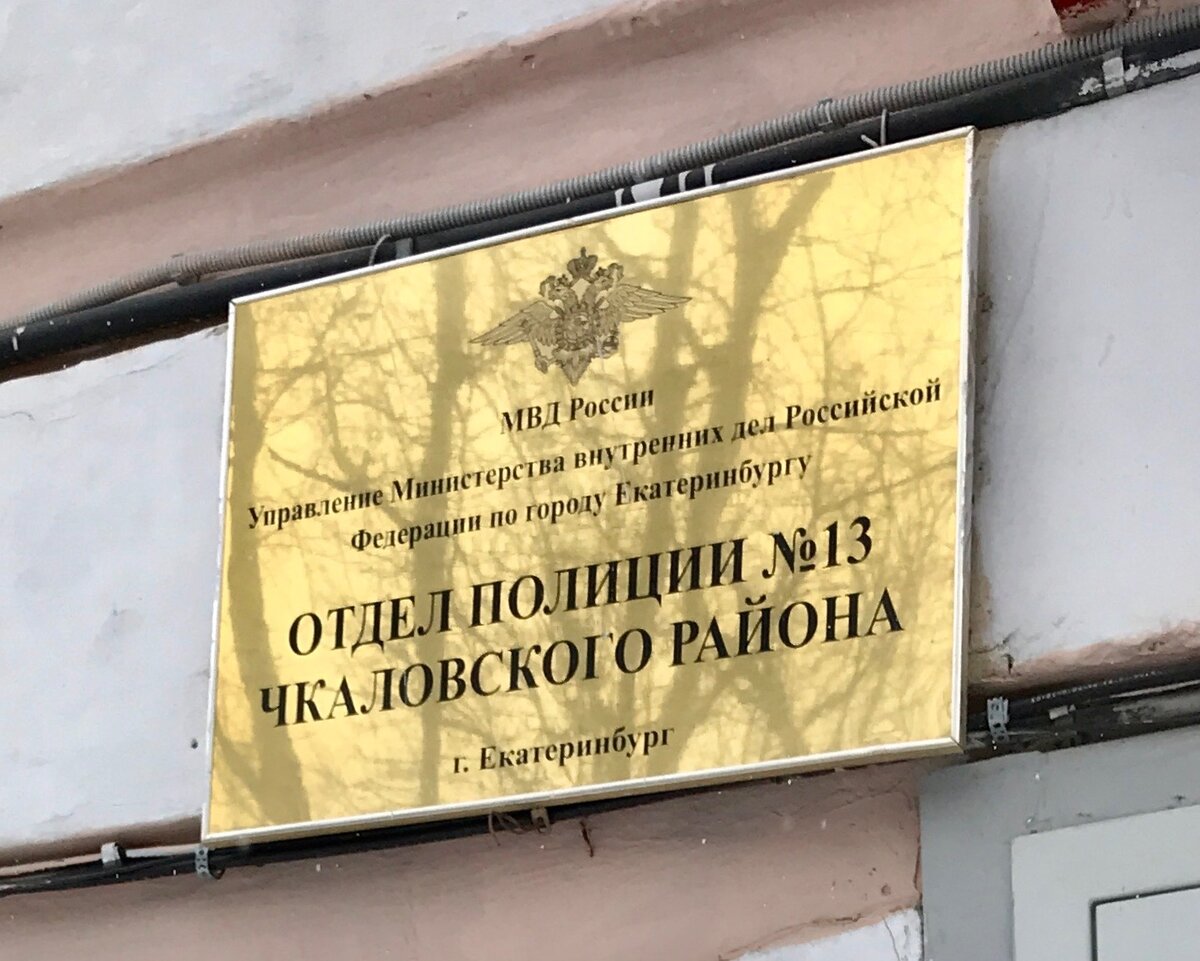 МВД России
Управление Министерства внутренних дел Российской
Федерации по городу Екатеринбургу
ОТДЕЛ ПОЛИЦИИ №13
ЧКАЛОВСКОГО РАЙОНА
г. Екатеринбург